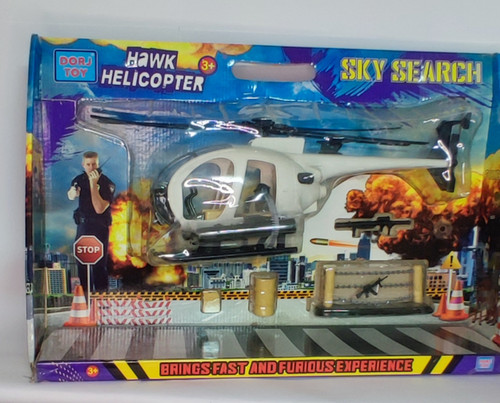 DORJ
TOY
HAWK
HELICOPTER
3+
SKY SEARCH
STOP
3+
BRINGS FAST AND FURIOUS EXPERIENCE